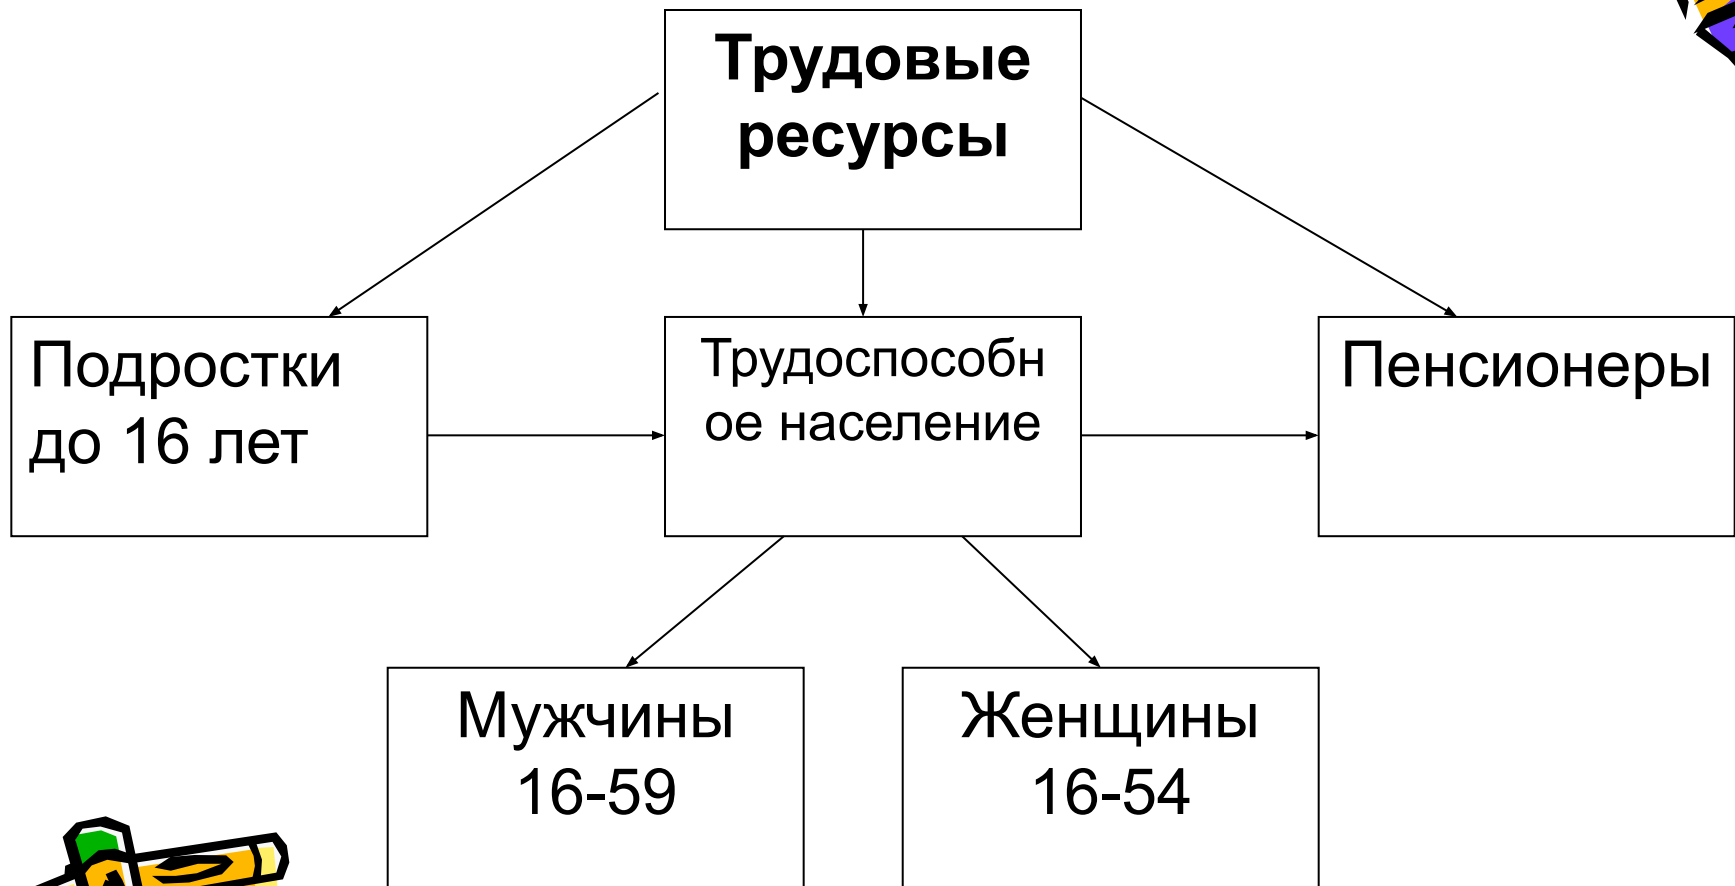 Трудовые
ресурсы
Подростки
до 16 лет
Трудоспособн
ое население
Пенсионеры
Мужчины
16-59
Женщины
16-54